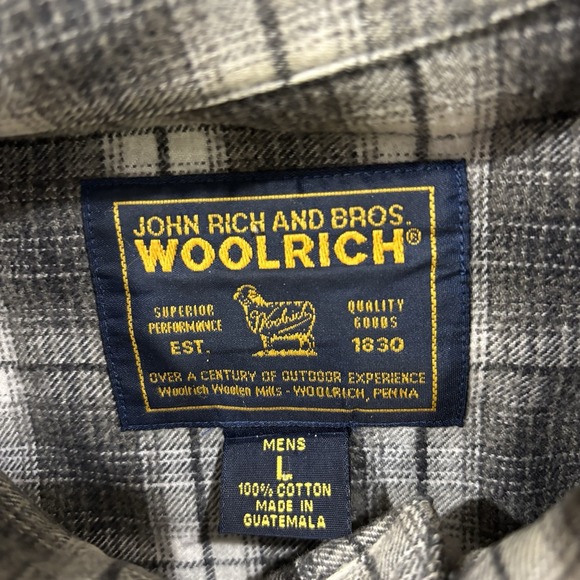 JOHN RICH AND BROS.
WOOLRICH®
SUPERIOR PERFORMANCE
Woolrich
QUALITY GOODS
EST. 1830
OVER A CENTURY OF OUTDOOR EXPERIENCE
Woolrich Woolen Mills - WOOLRICH, PENNA
MENS
L
100% COTTON
MADE IN
GUATEMALA